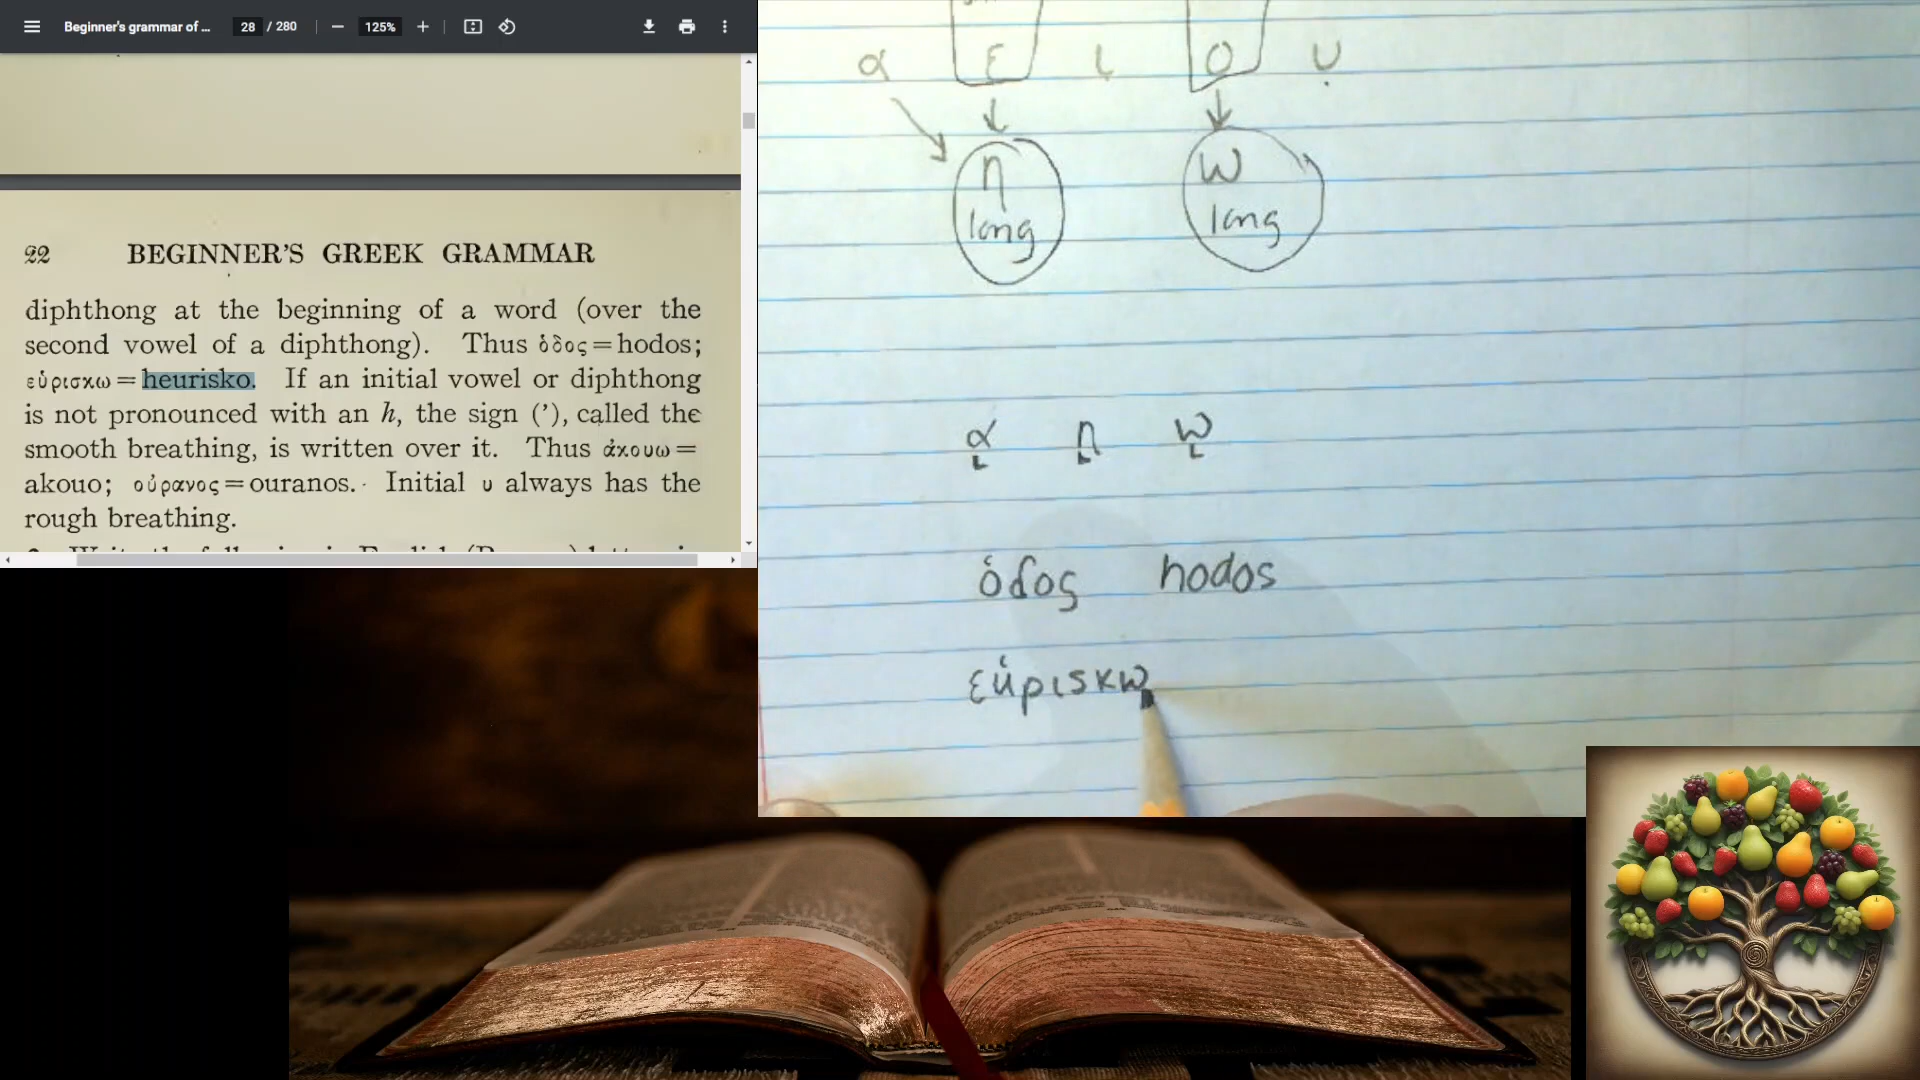 Beginner's grammar of ...
28 / 280
125%
22 BEGINNER'S GREEK GRAMMAR
diphthong at the beginning of a word (over the
second vowel of a diphthong). Thus ὁδος=hodos;
εὑρισκω=heurisko. If an initial vowel or diphthong
is not pronounced with an h, the sign (’), called the
smooth breathing, is written over it. Thus ἀκουω=
akouo; οὐρανος=ouranos. Initial υ always has the
rough breathing.
α ε ι ο υ
η ω
long long
ᾳ ῃ ῳ
ὁδος hodos
εὑρισκω